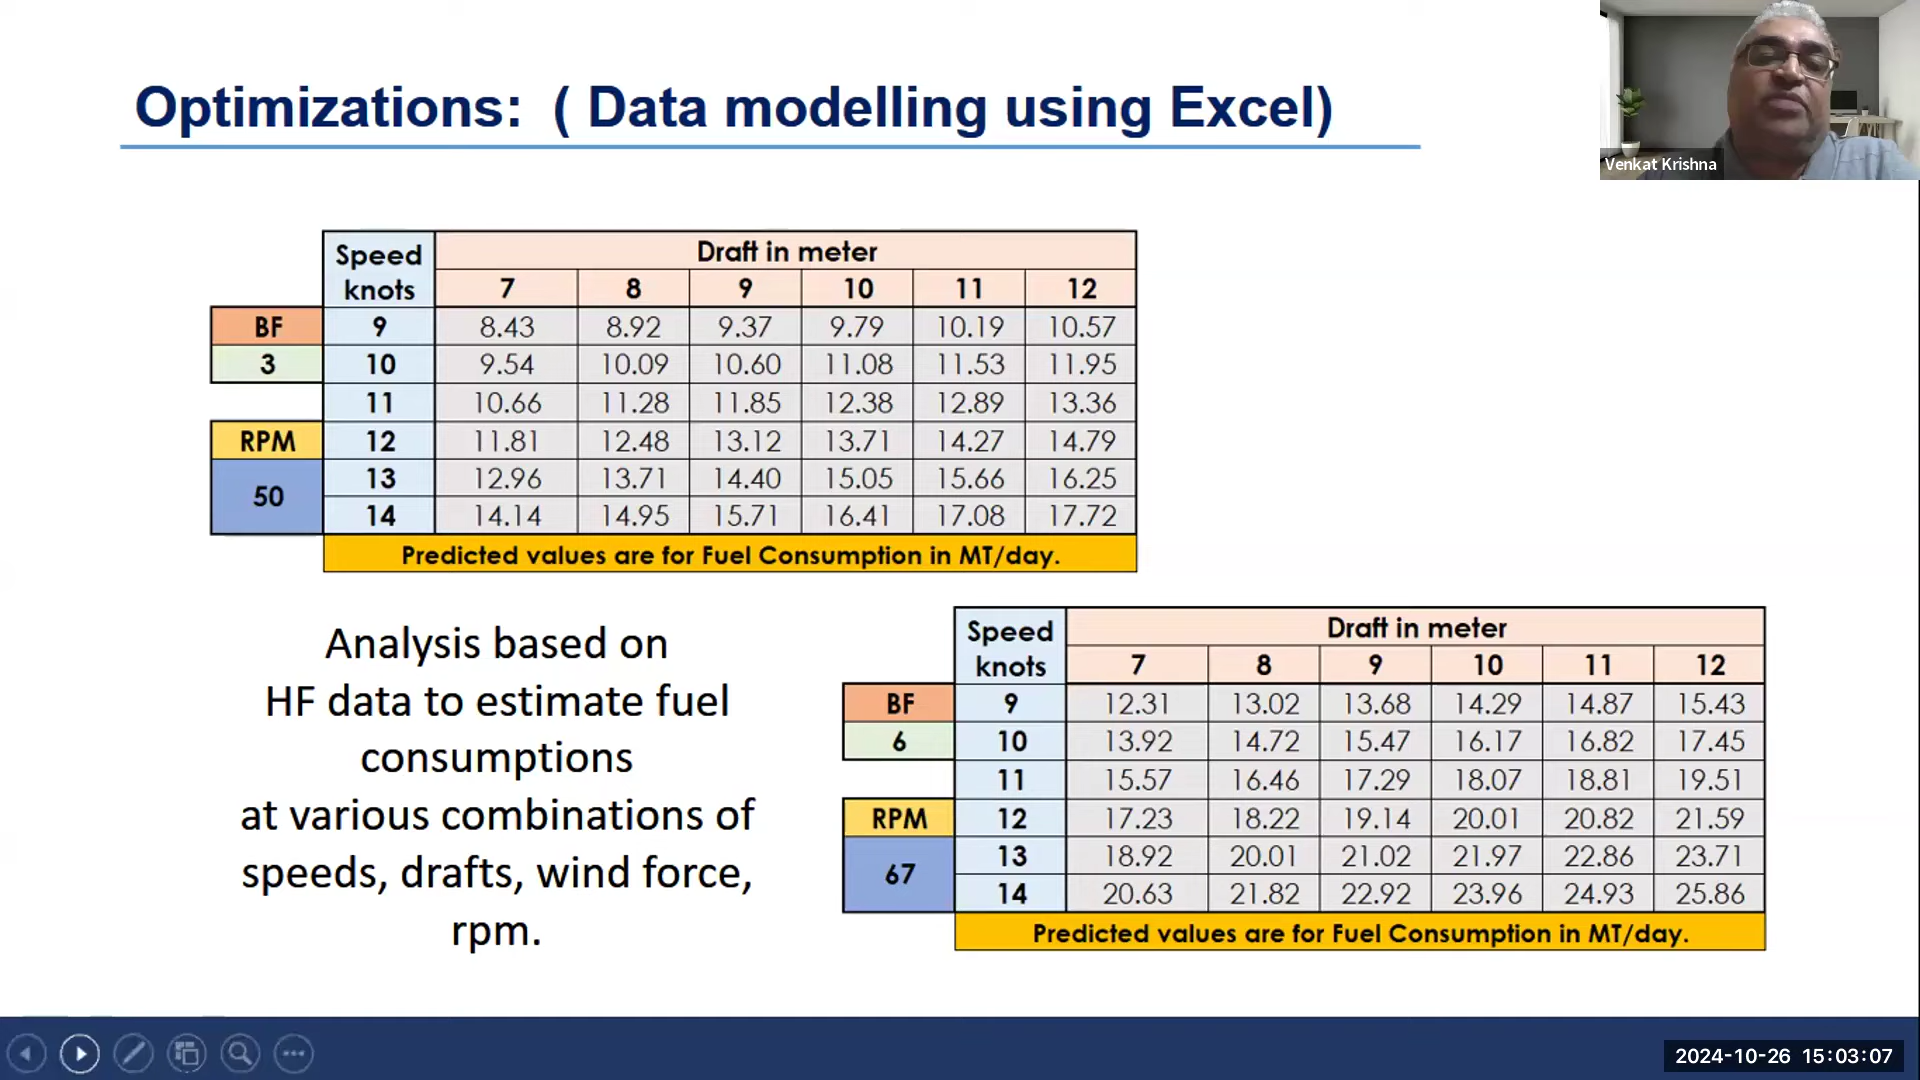 Optimizations: ( Data modelling using Excel)
Venkat Krishna
Speed knots Draft in meter
7 8 9 10 11 12
BF 9 8.43 8.92 9.37 9.79 10.19 10.57
3 10 9.54 10.09 10.60 11.08 11.53 11.95
11 10.66 11.28 11.85 12.38 12.89 13.36
RPM 12 11.81 12.48 13.12 13.71 14.27 14.79
50 13 12.96 13.71 14.40 15.05 15.66 16.25
14 14.14 14.95 15.71 16.41 17.08 17.72
Predicted values are for Fuel Consumption in MT/day.
Analysis based on
HF data to estimate fuel
consumptions
at various combinations of
speeds, drafts, wind force,
rpm.
Speed knots Draft in meter
7 8 9 10 11 12
BF 9 12.31 13.02 13.68 14.29 14.87 15.43
6 10 13.92 14.72 15.47 16.17 16.82 17.45
11 15.57 16.46 17.29 18.07 18.81 19.51
RPM 12 17.23 18.22 19.14 20.01 20.82 21.59
67 13 18.92 20.01 21.02 21.97 22.86 23.71
14 20.63 21.82 22.92 23.96 24.93 25.86
Predicted values are for Fuel Consumption in MT/day.
2024-10-26 15:03:07